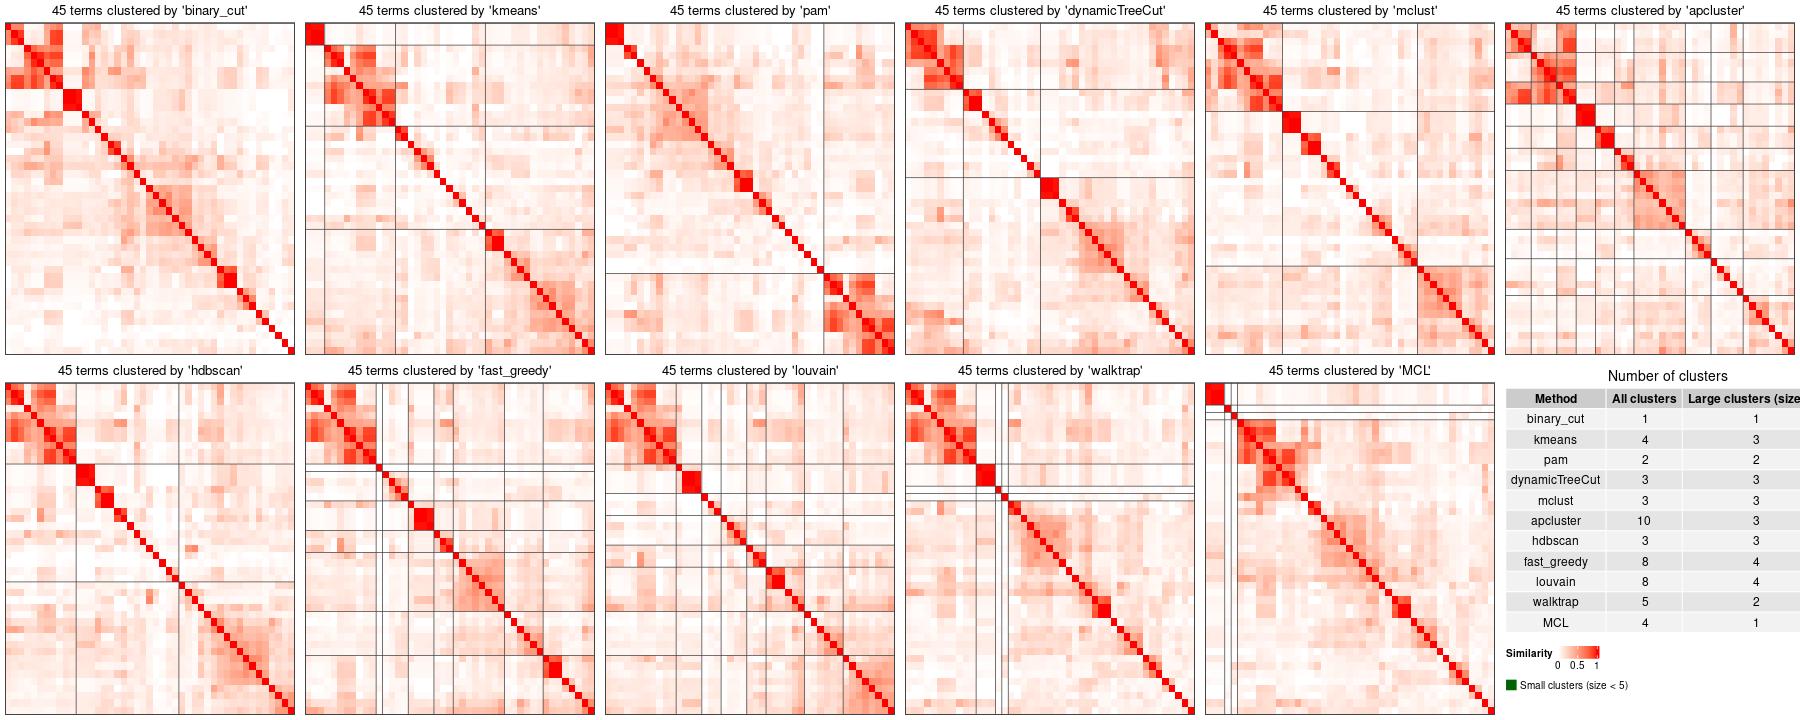 45 terms clustered by 'binary_cut'
45 terms clustered by 'kmeans'
45 terms clustered by 'pam'
45 terms clustered by 'dynamicTreeCut'
45 terms clustered by 'mclust'
45 terms clustered by 'apcluster'
45 terms clustered by 'hdbscan'
45 terms clustered by 'fast_greedy'
45 terms clustered by 'louvain'
45 terms clustered by 'walktrap'
45 terms clustered by 'MCL'
Number of clusters
Method All clusters Large clusters (size
binary_cut 1 1
kmeans 4 3
pam 2 2
dynamicTreeCut 3 3
mclust 3 3
apcluster 10 3
hdbscan 3 3
fast_greedy 8 4
louvain 8 4
walktrap 5 2
MCL 4 1
Similarity
0 0.5 1
Small clusters (size < 5)